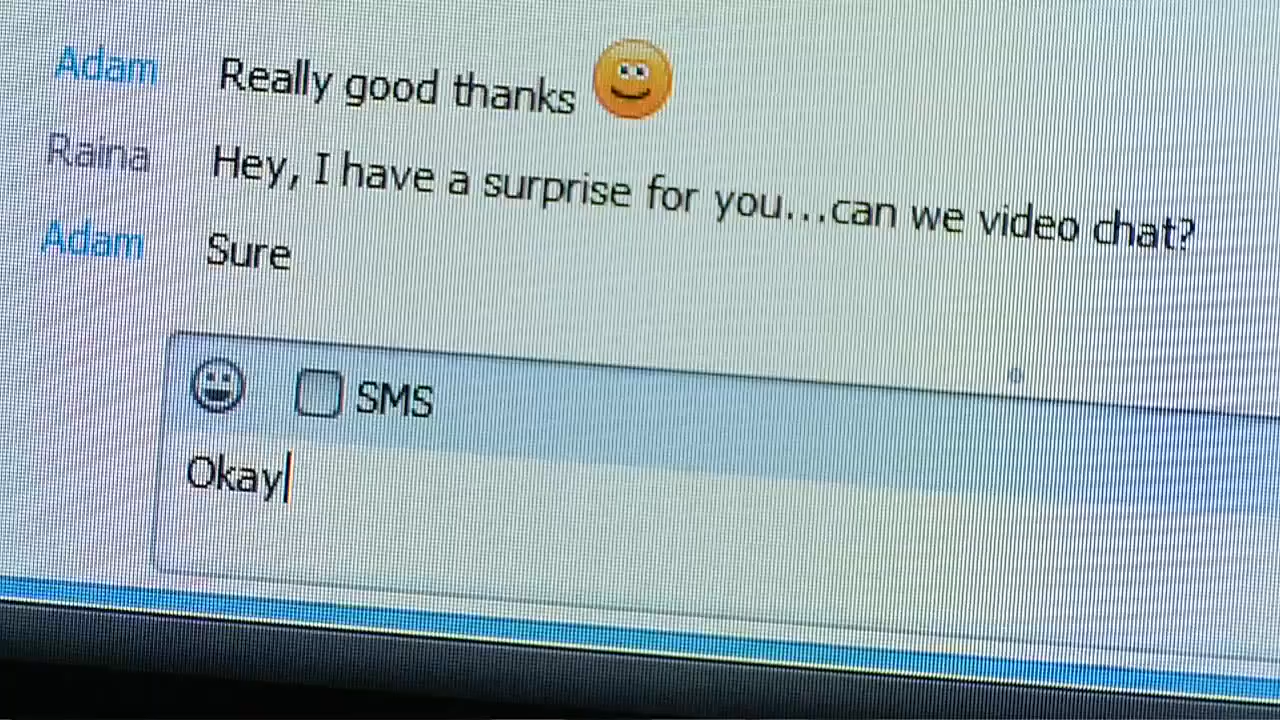 Adam Really good thanks
Raina Hey, I have a surprise for you...can we video chat?
Adam Sure
SMS
Okay